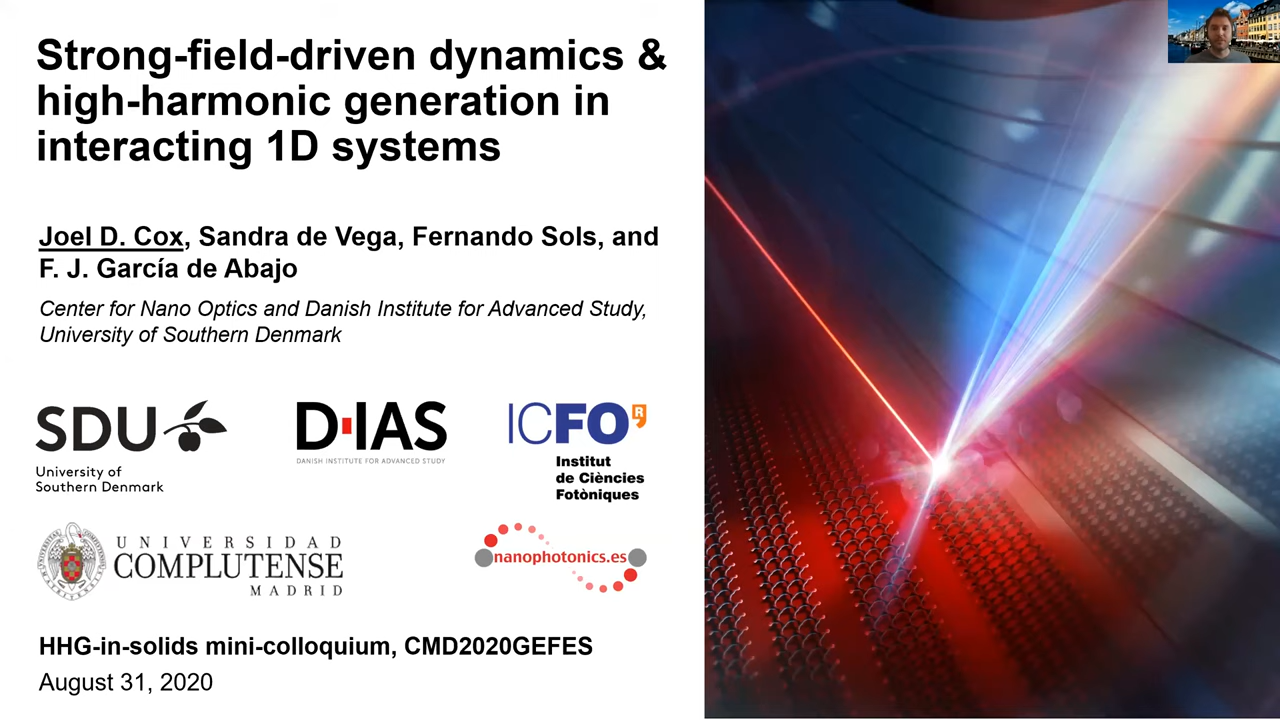 Strong-field-driven dynamics &
high-harmonic generation in
interacting 1D systems
Joel D. Cox, Sandra de Vega, Fernando Sols, and
F. J. García de Abajo
Center for Nano Optics and Danish Institute for Advanced Study,
University of Southern Denmark
SDU
University of
Southern Denmark
D-IAS
DANISH INSTITUTE FOR ADVANCED STUDY
ICFO R
Institut
de Ciències
Fotòniques
UNIVERSIDAD
COMPLUTENSE
MADRID
nanophotonics.es
HHG-in-solids mini-colloquium, CMD2020GEFES
August 31, 2020